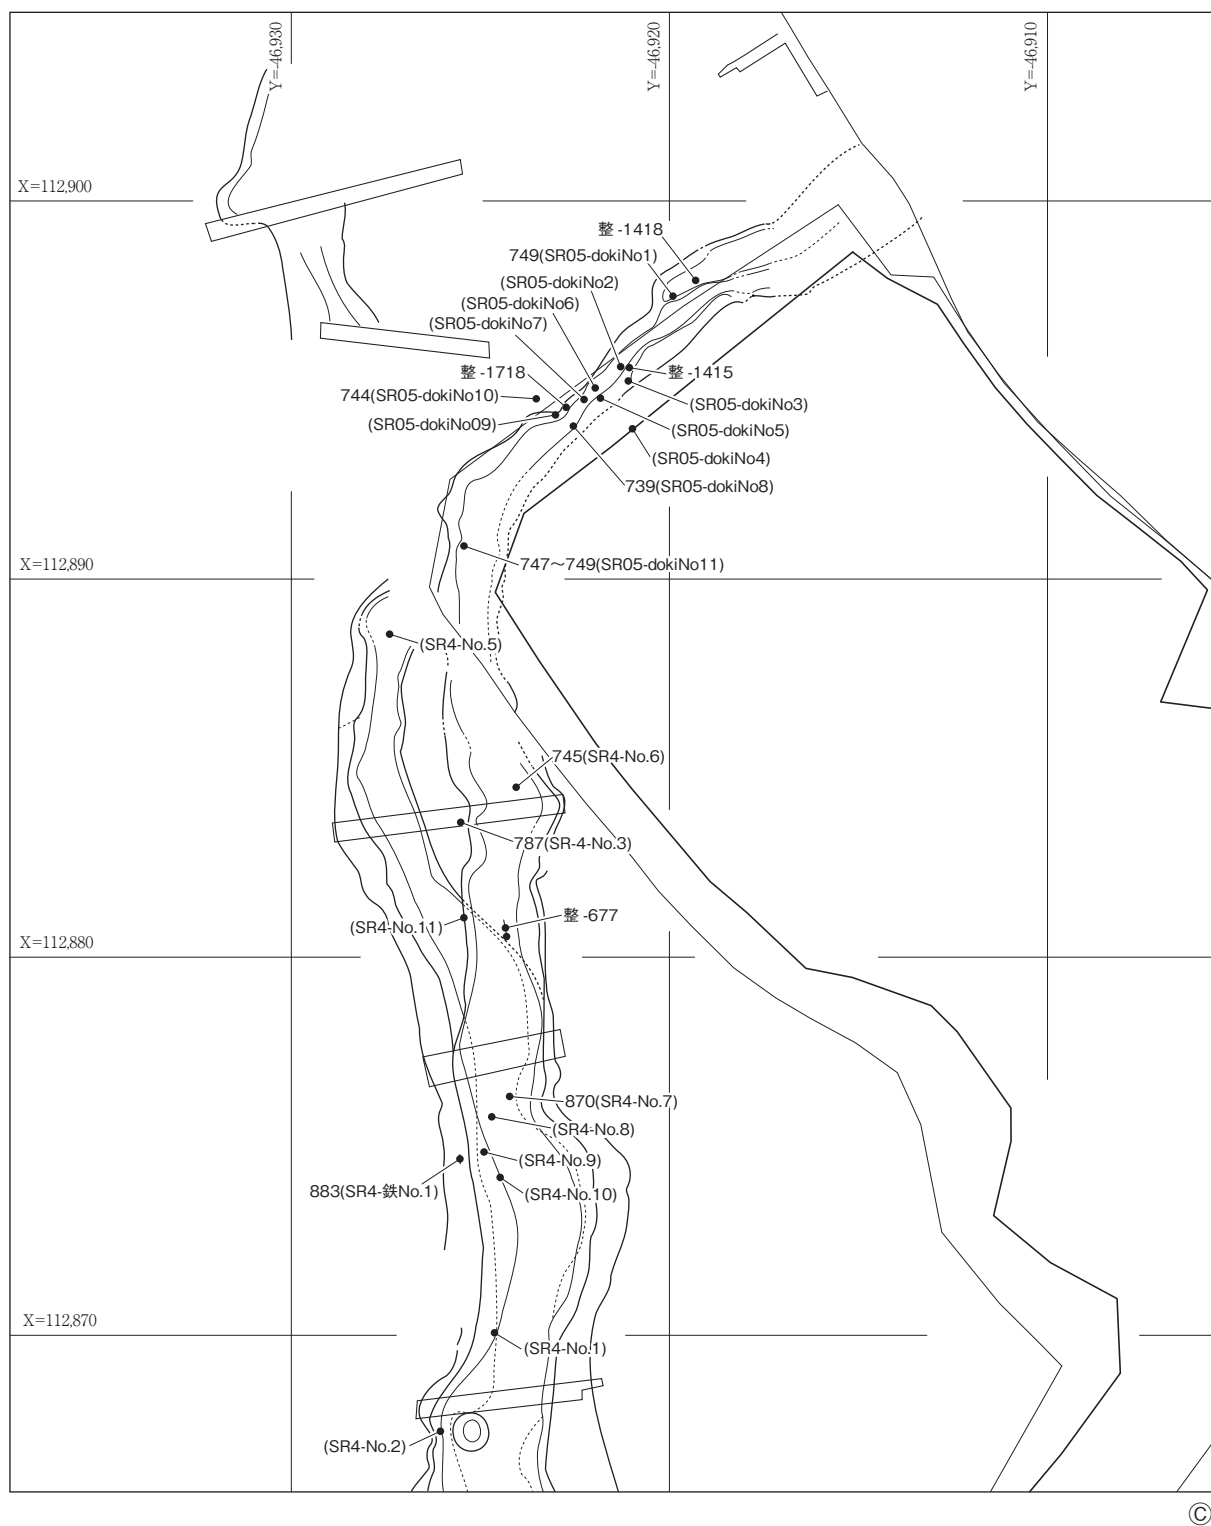 Y=-46,930
Y=-46,920
Y=-46,910
X=112,900
整 -1418
749(SR05-dokiNo1)
(SR05-dokiNo2)
(SR05-dokiNo6)
(SR05-dokiNo7)
整 -1718
整 -1415
744(SR05-dokiNo10)
(SR05-dokiNo3)
(SR05-dokiNo09)
(SR05-dokiNo5)
(SR05-dokiNo4)
739(SR05-dokiNo8)
X=112,890
747〜749(SR05-dokiNo11)
(SR4-No.5)
745(SR4-No.6)
787(SR-4-No.3)
整 -677
(SR4-No.11)
X=112,880
870(SR4-No.7)
(SR4-No.8)
(SR4-No.9)
883(SR4-鉄No.1)
(SR4-No.10)
X=112,870
(SR4-No.1)
(SR4-No.2)
Ⓒ